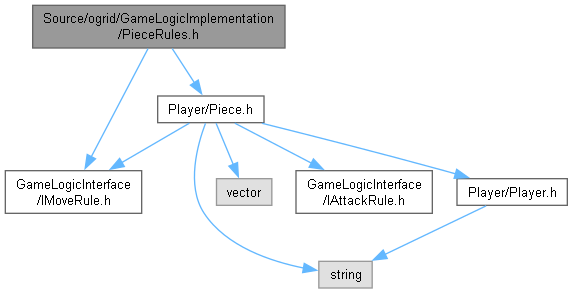 Source/ogrid/GameLogicImplementation
/PieceRules.h
Player/Piece.h
GameLogicInterface
/IMoveRule.h
vector
GameLogicInterface
/IAttackRule.h
Player/Player.h
string